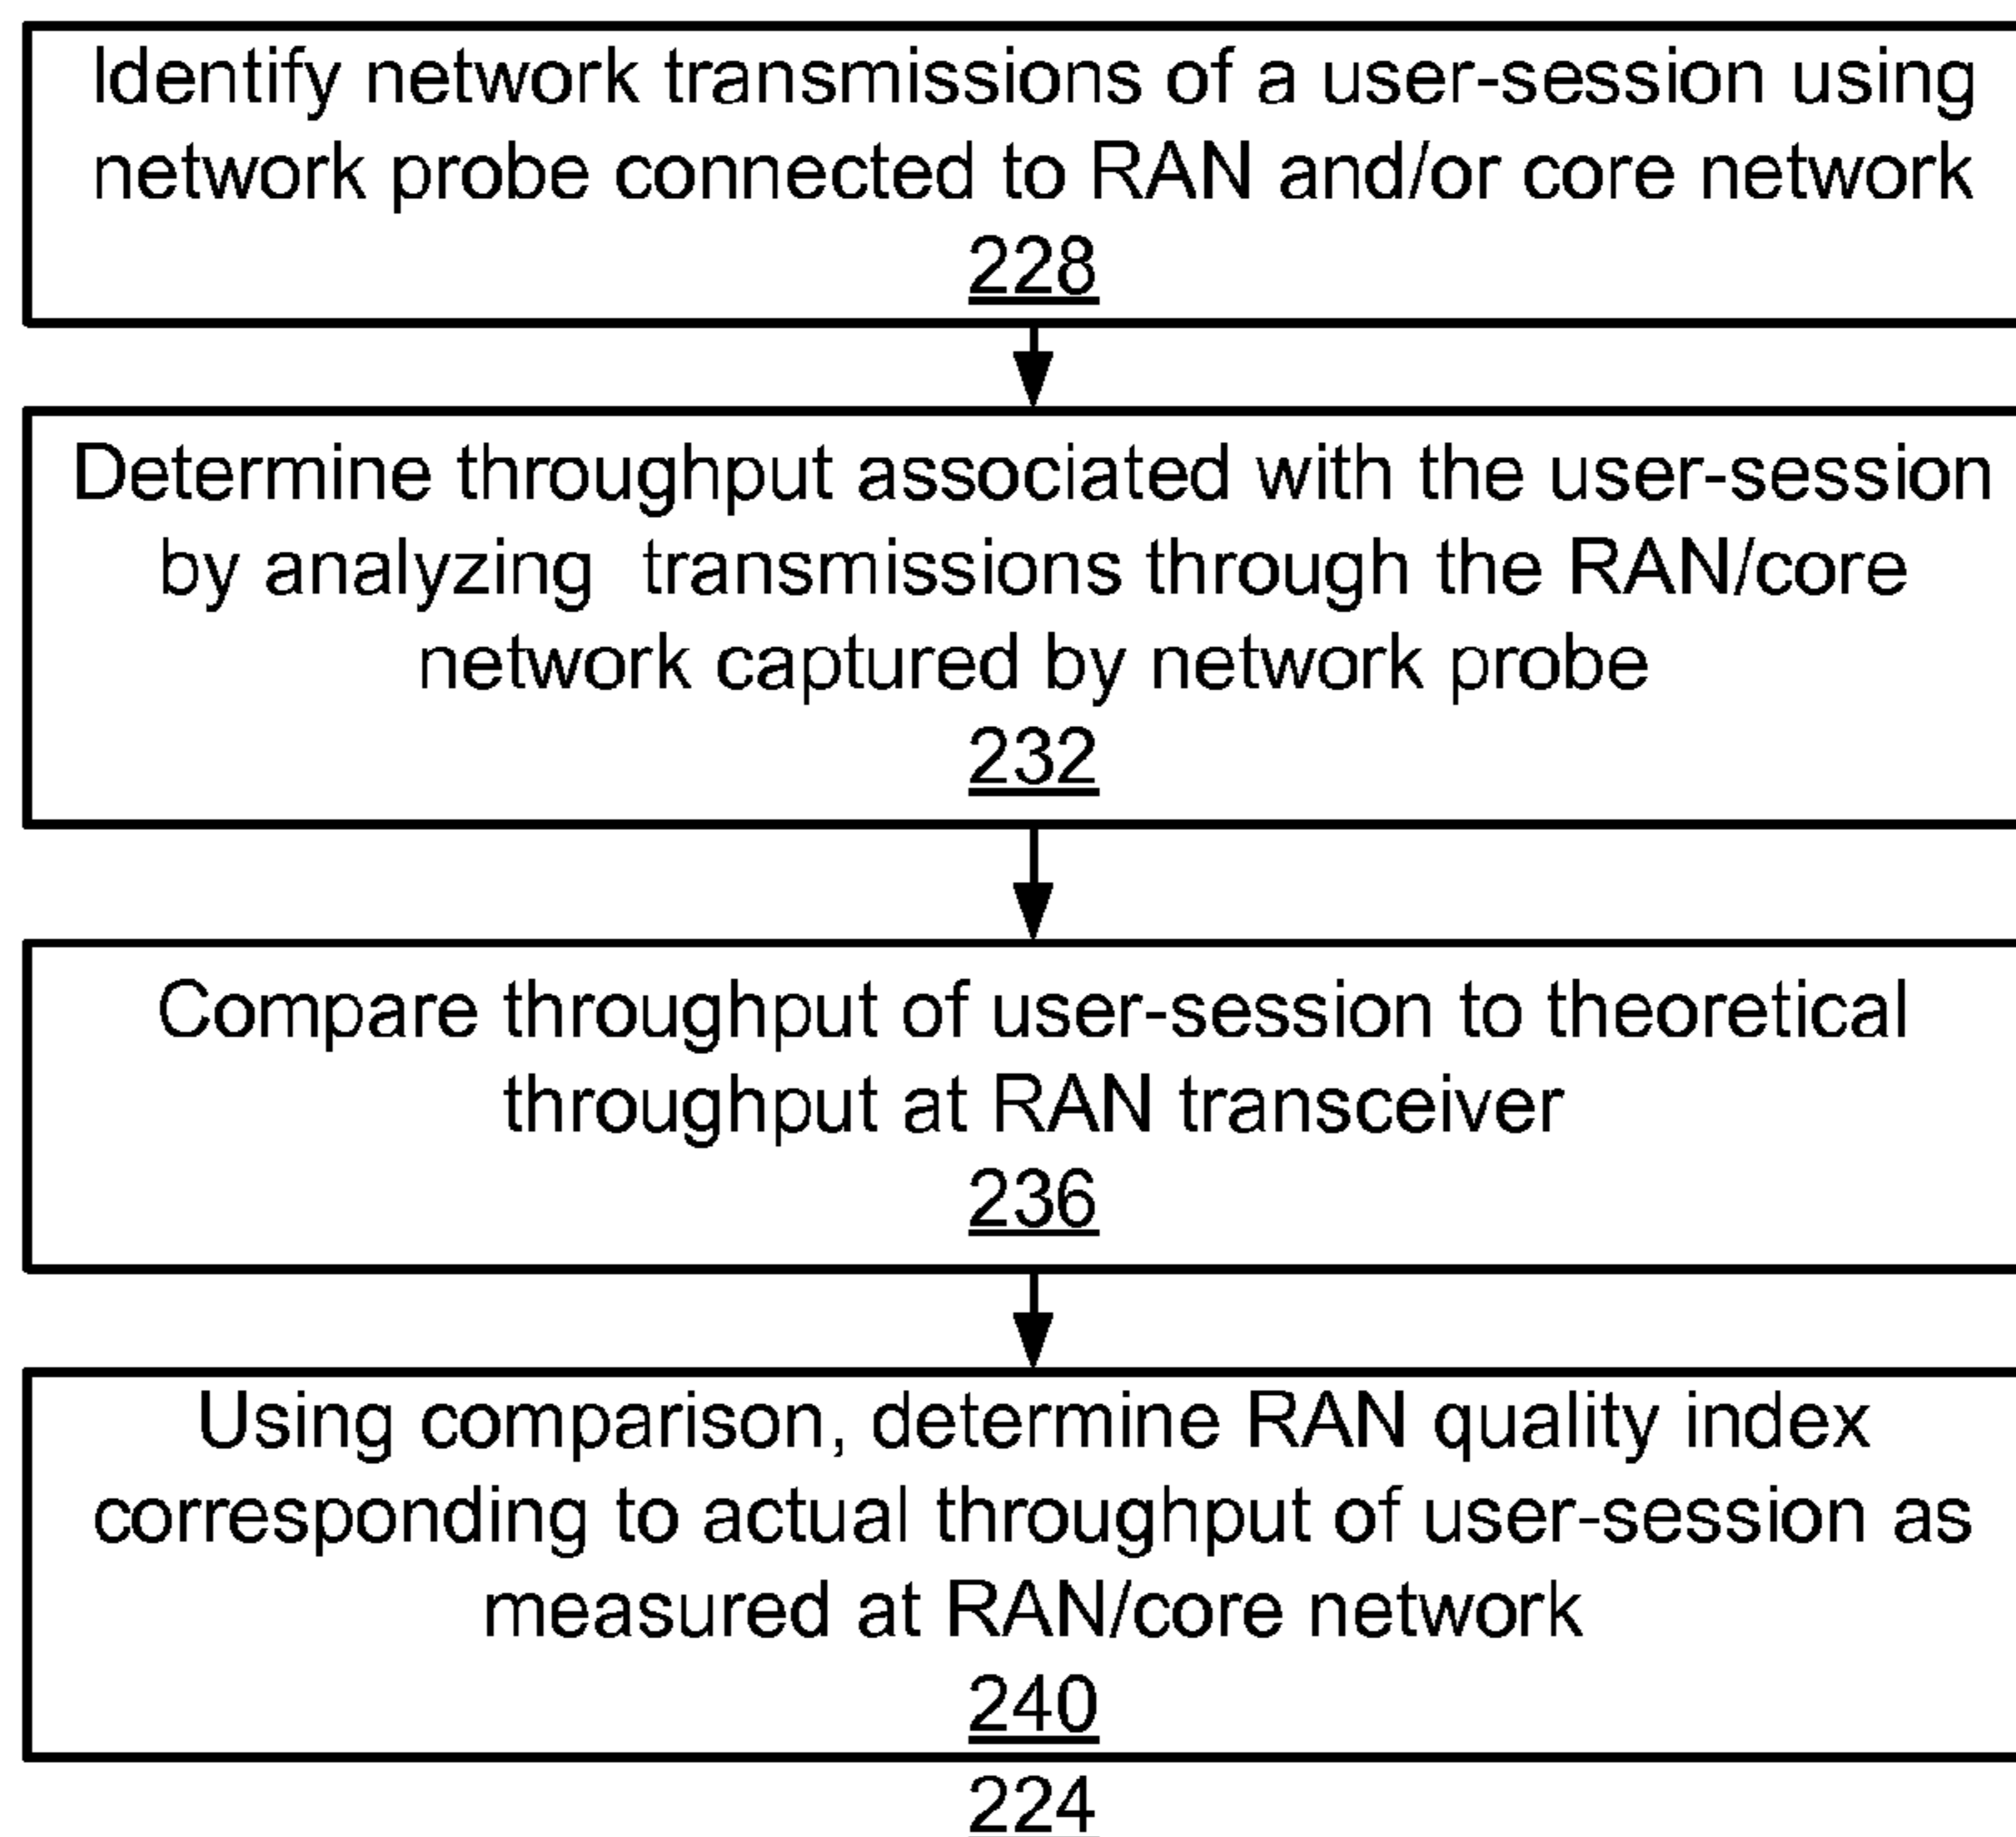 Identify network transmissions of a user-session using
network probe connected to RAN and/or core network
228
Determine throughput associated with the user-session
by analyzing transmissions through the RAN/core
network captured by network probe
232
Compare throughput of user-session to theoretical
throughput at RAN transceiver
236
Using comparison, determine RAN quality index
corresponding to actual throughput of user-session as
measured at RAN/core network
240
224